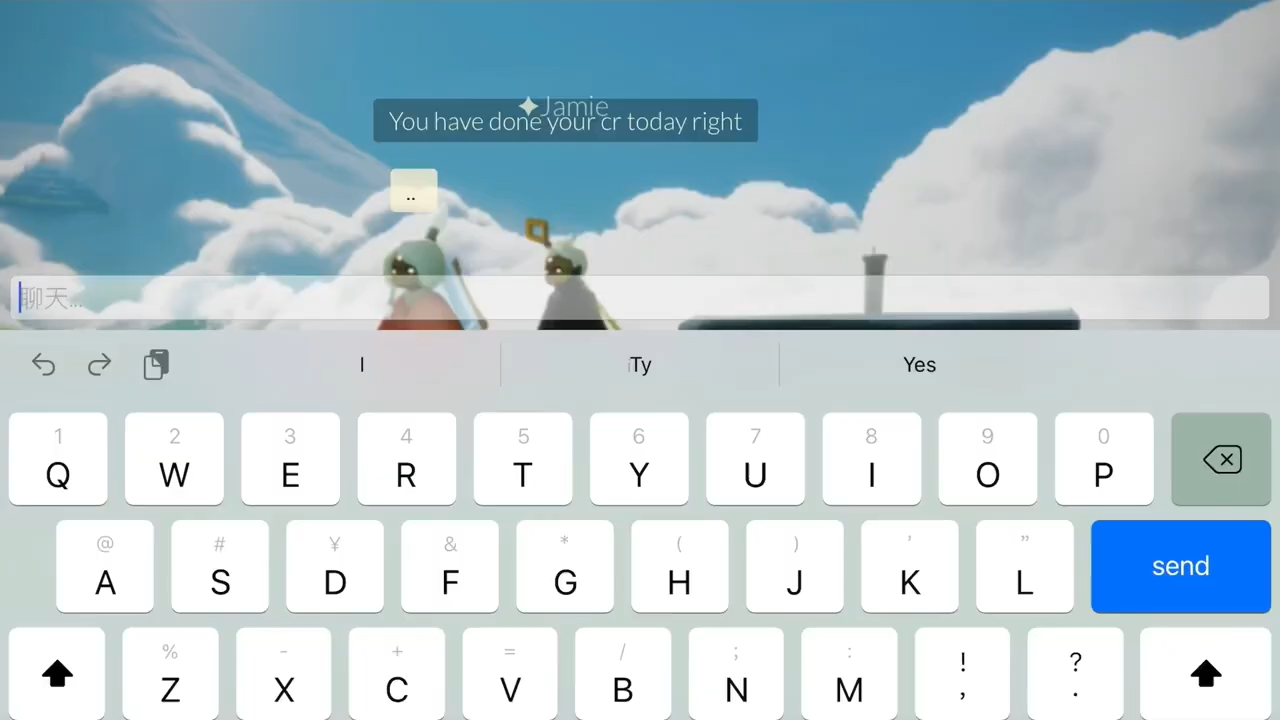 ✦Jamie
You have done your cr today right
..
聊天...
I Ty Yes
1 2 3 4 5 6 7 8 9 0
Q W E R T Y U I O P
@ # ¥ & * ( ) ' ”
A S D F G H J K L send
% - + = / ; : ! ?
Z X C V B N M , .